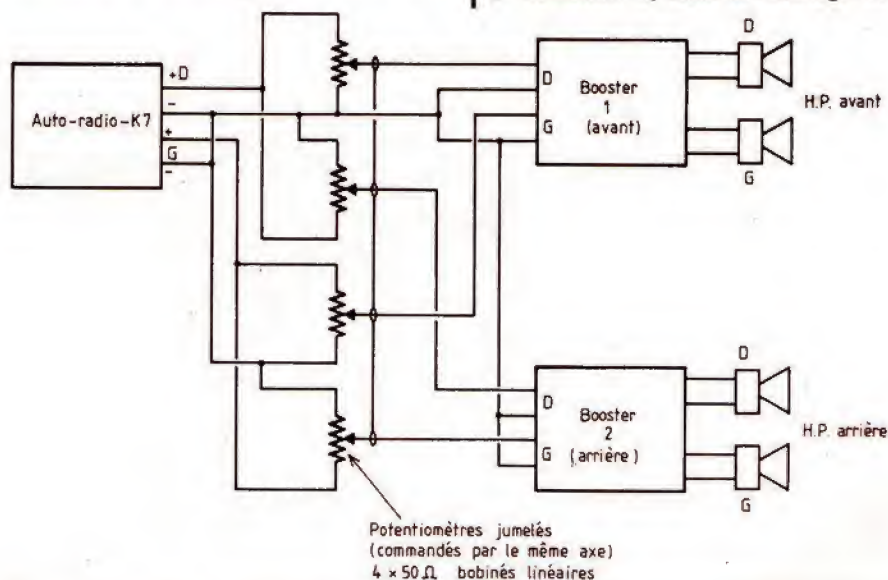 +D
-
+
G
-
Auto-radio-K7
D
G
Booster
1
(avant)
D
G
H.P. avant
D
G
Booster
2
(arrière)
D
G
H.P. arrière
Potentiomètres jumelés
(commandés par le même axe)
4 × 50 Ω bobinés linéaires